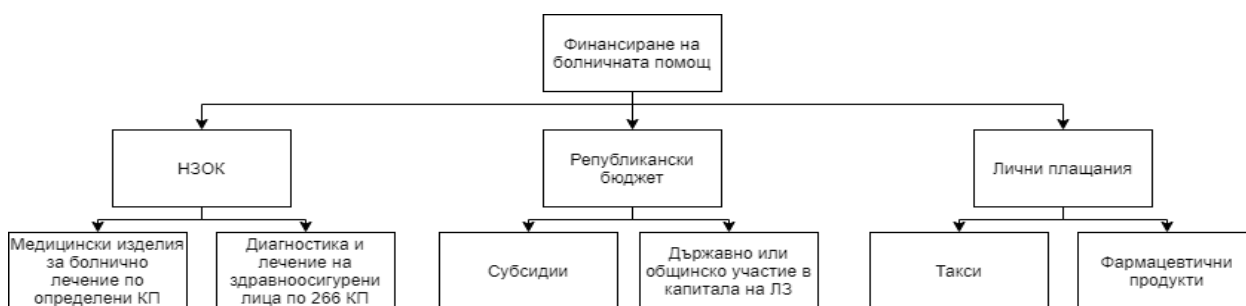 Финансиране на
болничната помощ
НЗОК
Републикански
бюджет
Лични плащания
Медицински изделия
за болнично
лечение по
определени КП
Диагностика и
лечение на
здравноосигурени
лица по 266 КП
Субсидии
Държавно или
общинско участие в
капитала на ЛЗ
Такси
Фармацевтични
продукти